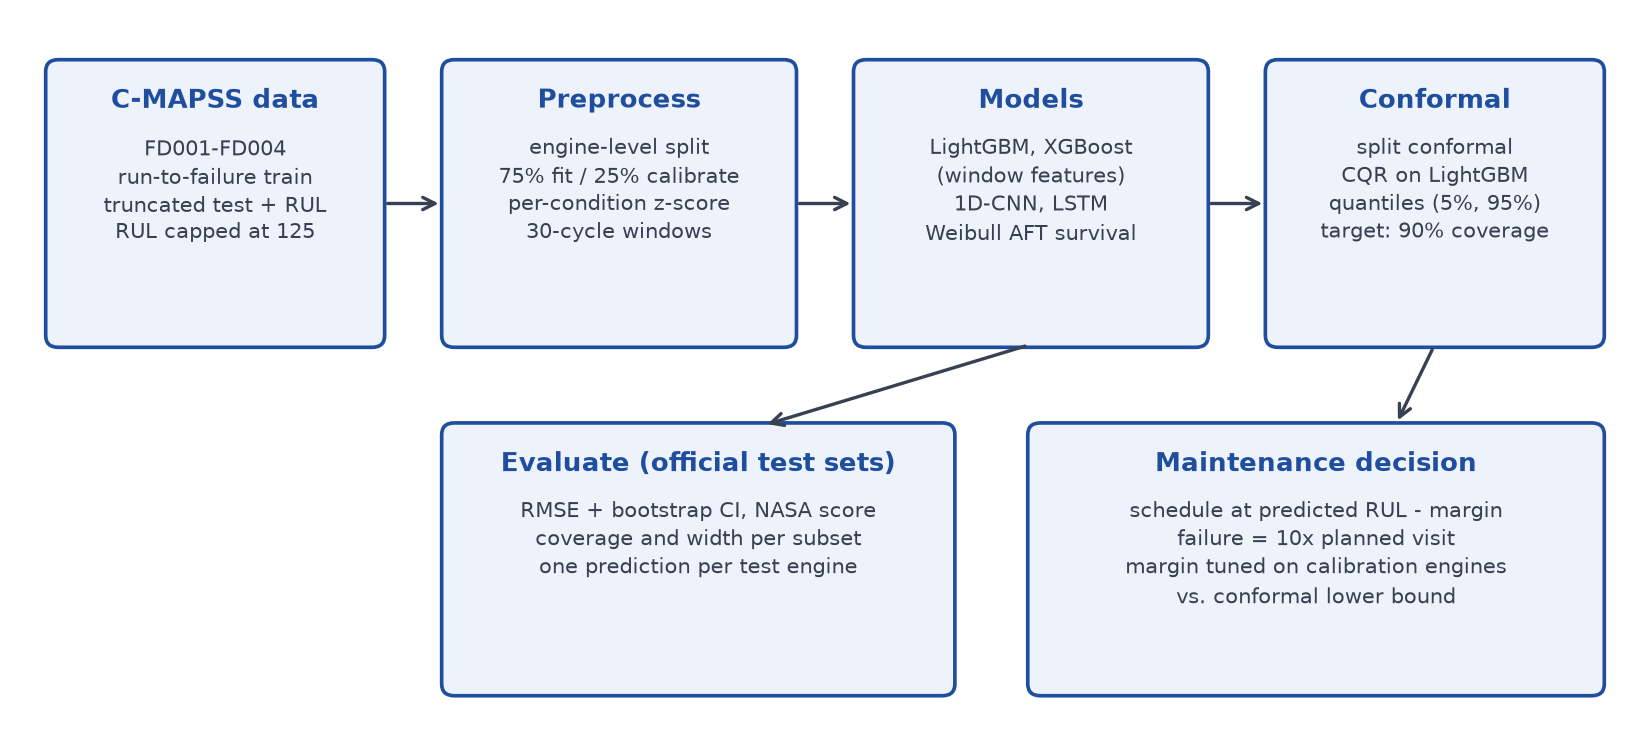 C-MAPSS data
FD001-FD004
run-to-failure train
truncated test + RUL
RUL capped at 125
Preprocess
engine-level split
75% fit / 25% calibrate
per-condition z-score
30-cycle windows
Models
LightGBM, XGBoost
(window features)
1D-CNN, LSTM
Weibull AFT survival
Conformal
split conformal
CQR on LightGBM
quantiles (5%, 95%)
target: 90% coverage
Evaluate (official test sets)
RMSE + bootstrap CI, NASA score
coverage and width per subset
one prediction per test engine
Maintenance decision
schedule at predicted RUL - margin
failure = 10x planned visit
margin tuned on calibration engines
vs. conformal lower bound